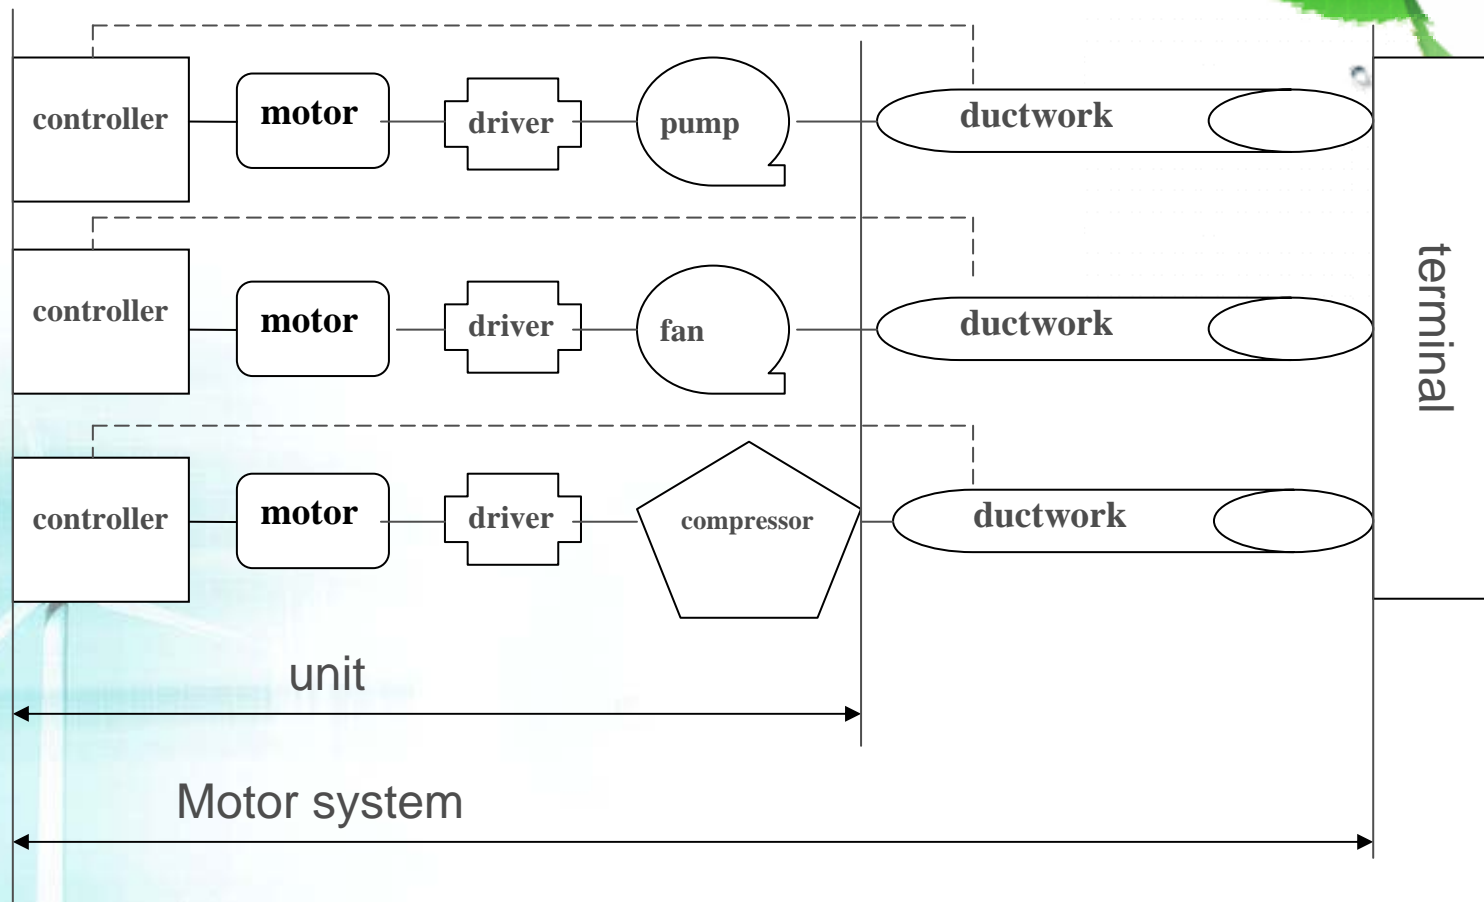 controller
motor
driver
pump
ductwork
controller
motor
driver
fan
ductwork
terminal
controller
motor
driver
compressor
ductwork
unit
Motor system